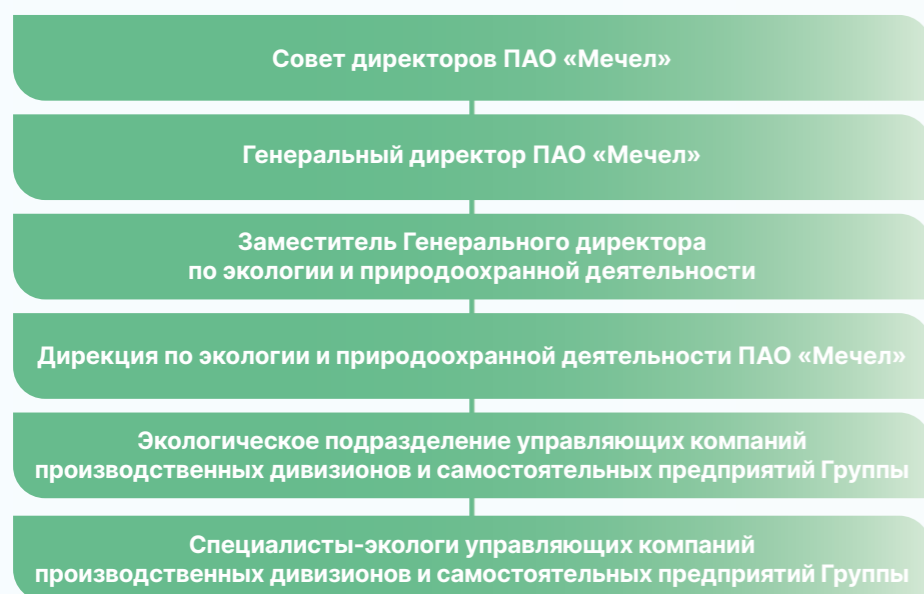 Совет директоров ПАО «Мечел»
Генеральный директор ПАО «Мечел»
Заместитель Генерального директора
по экологии и природоохранной деятельности
Дирекция по экологии и природоохранной деятельности ПАО «Мечел»
Экологическое подразделение управляющих компаний
производственных дивизионов и самостоятельных предприятий Группы
Специалисты-экологи управляющих компаний
производственных дивизионов и самостоятельных предприятий Группы